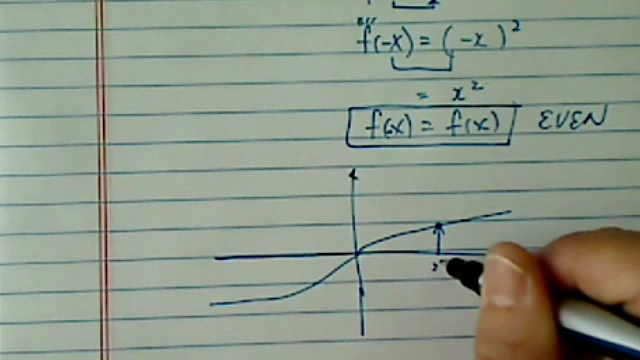 f(-x) = (-x)²
= x²
f(-x) = f(x) EVEN